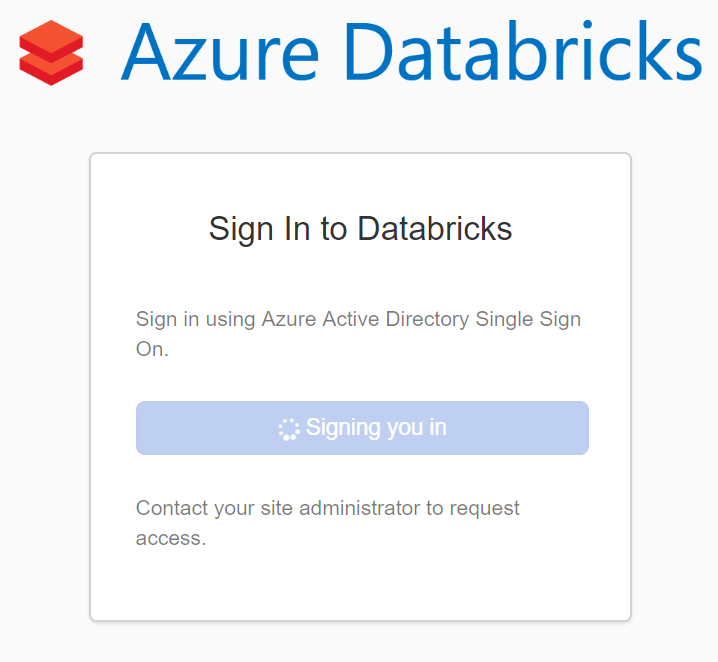 Azure Databricks
Sign In to Databricks
Sign in using Azure Active Directory Single Sign
On.
Signing you in
Contact your site administrator to request
access.